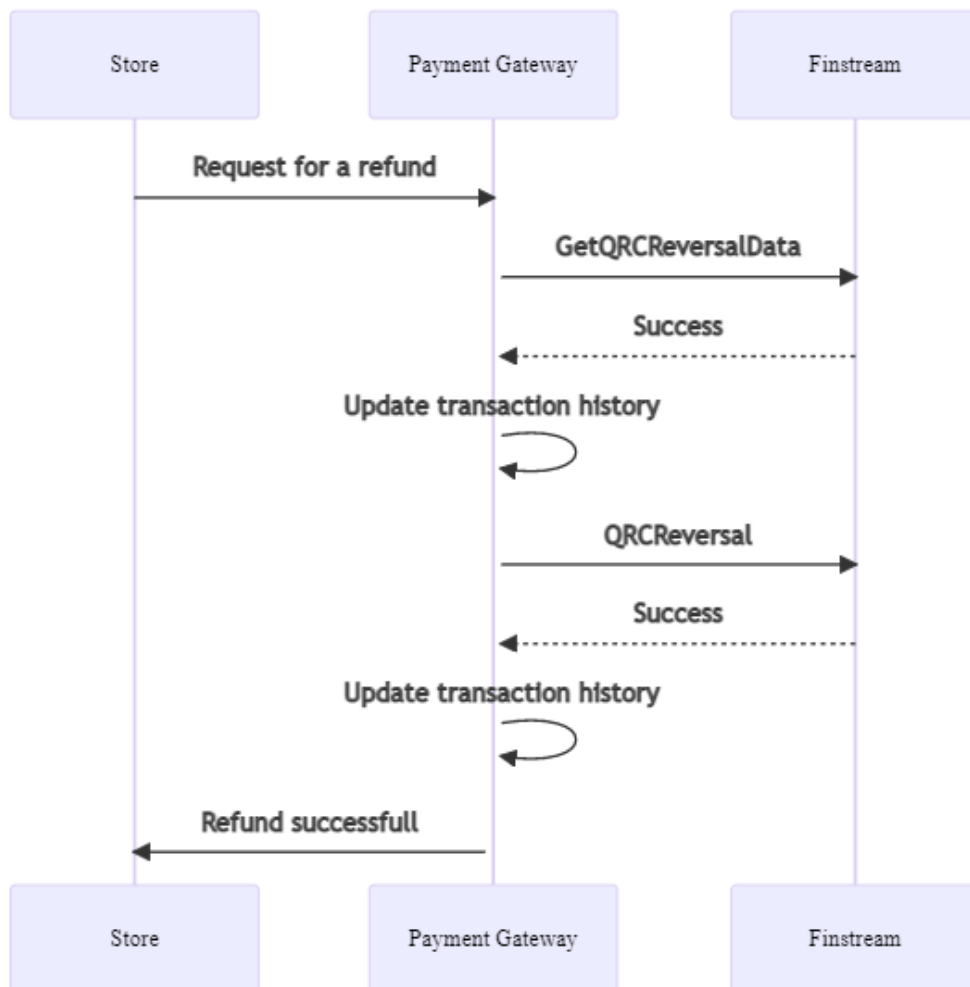 Store
Payment Gateway
Finstream
Request for a refund
GetQRCReversalData
Success
Update transaction history
QRCReversal
Success
Update transaction history
Refund successfull
Store
Payment Gateway
Finstream